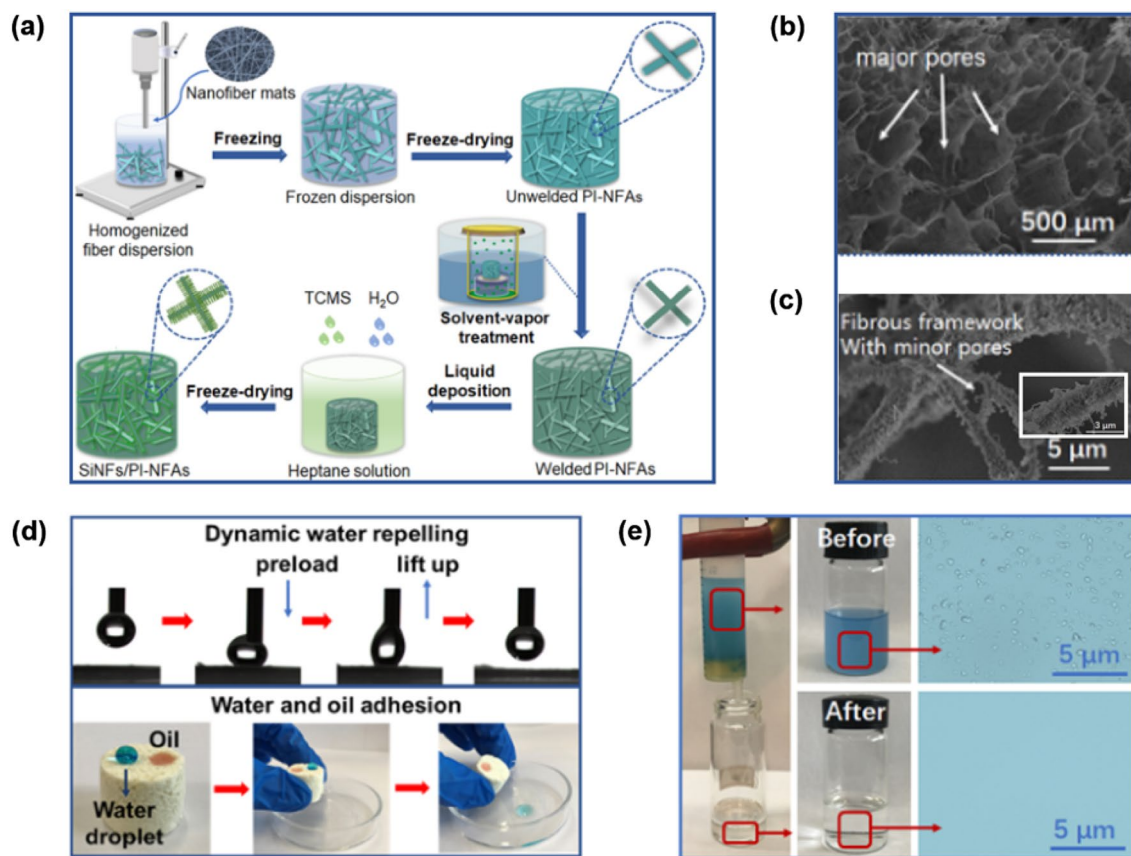 (a)
Nanofiber mats
Homogenized
fiber dispersion
Freezing
Frozen dispersion
Freeze-drying
Unwelded PI-NFAs
Solvent-vapor
treatment
Welded PI-NFAs
Liquid
deposition
TCMS
H₂O
Heptane solution
Freeze-drying
SiNFs/PI-NFAs
(b)
major pores
500 μm
(c)
Fibrous framework
With minor pores
3 μm
5 μm
(d)
Dynamic water repelling
preload
lift up
Water and oil adhesion
Oil
Water
droplet
(e)
Before
5 μm
After
5 μm